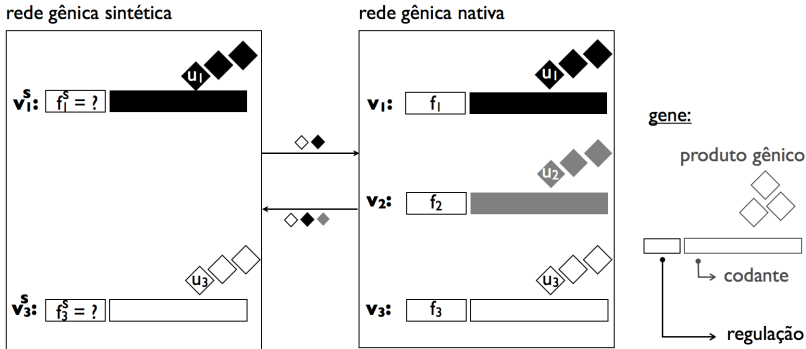 rede gênica sintética
rede gênica nativa
u1
v1S: f1S = ?
u3
v3S: f3S = ?
u1
v1: f1
u2
v2: f2
u3
v3: f3
gene:
produto gênico
codante
regulação